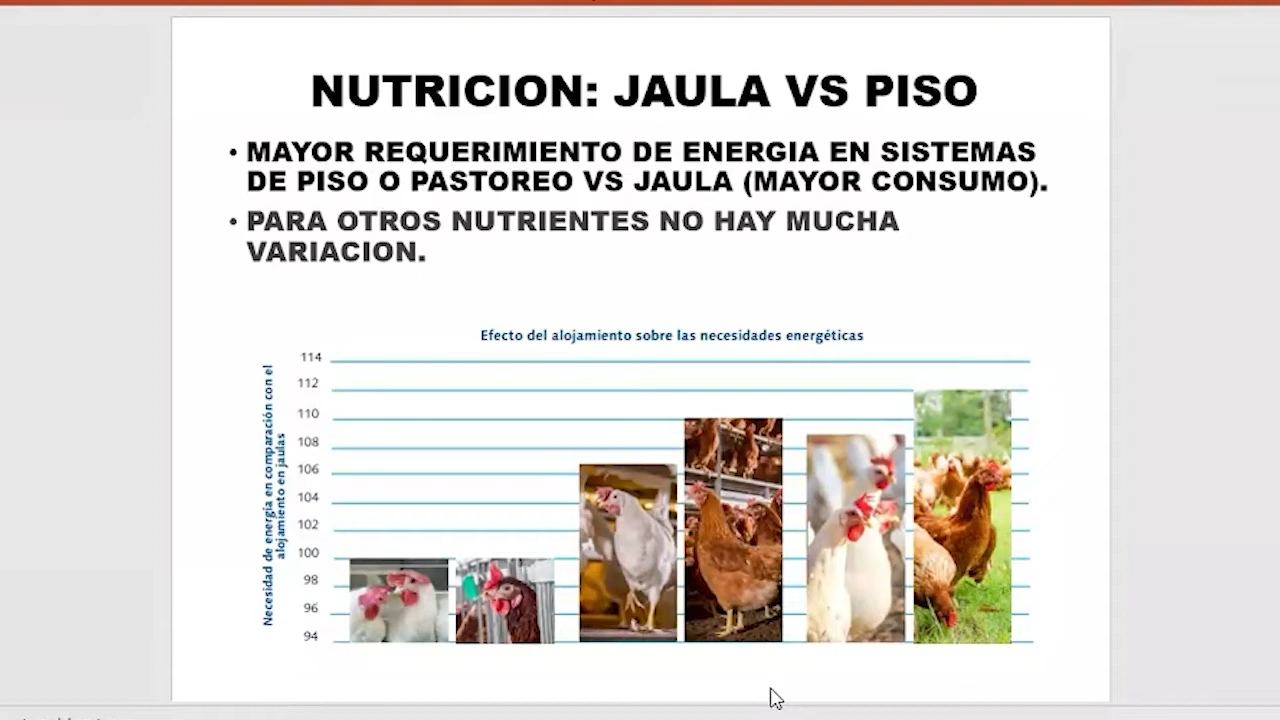 NUTRICION: JAULA VS PISO
• MAYOR REQUERIMIENTO DE ENERGIA EN SISTEMAS
DE PISO O PASTOREO VS JAULA (MAYOR CONSUMO).
• PARA OTROS NUTRIENTES NO HAY MUCHA
VARIACION.
Efecto del alojamiento sobre las necesidades energéticas
Necesidad de energía en comparación con el
alojamiento en jaulas
114
112
110
108
106
104
102
100
98
96
94